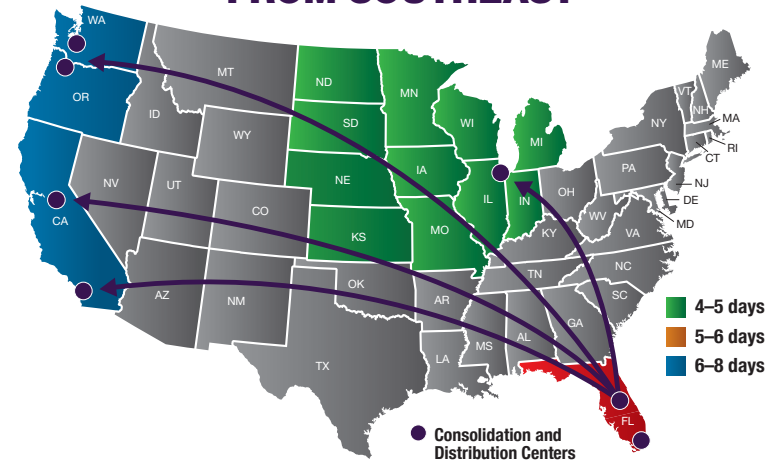 FROM SOUTHEAST
WA
OR
CA
ID
NV
MT
WY
UT
CO
AZ
NM
ND
SD
NE
KS
OK
TX
MN
IA
MO
AR
LA
WI
IL
MI
IN
OH
KY
TN
MS
AL
GA
FL
SC
NC
VA
WV
PA
NY
ME
VT
NH
MA
RI
CT
NJ
DE
MD
4–5 days
5–6 days
6–8 days
Consolidation and
Distribution Centers